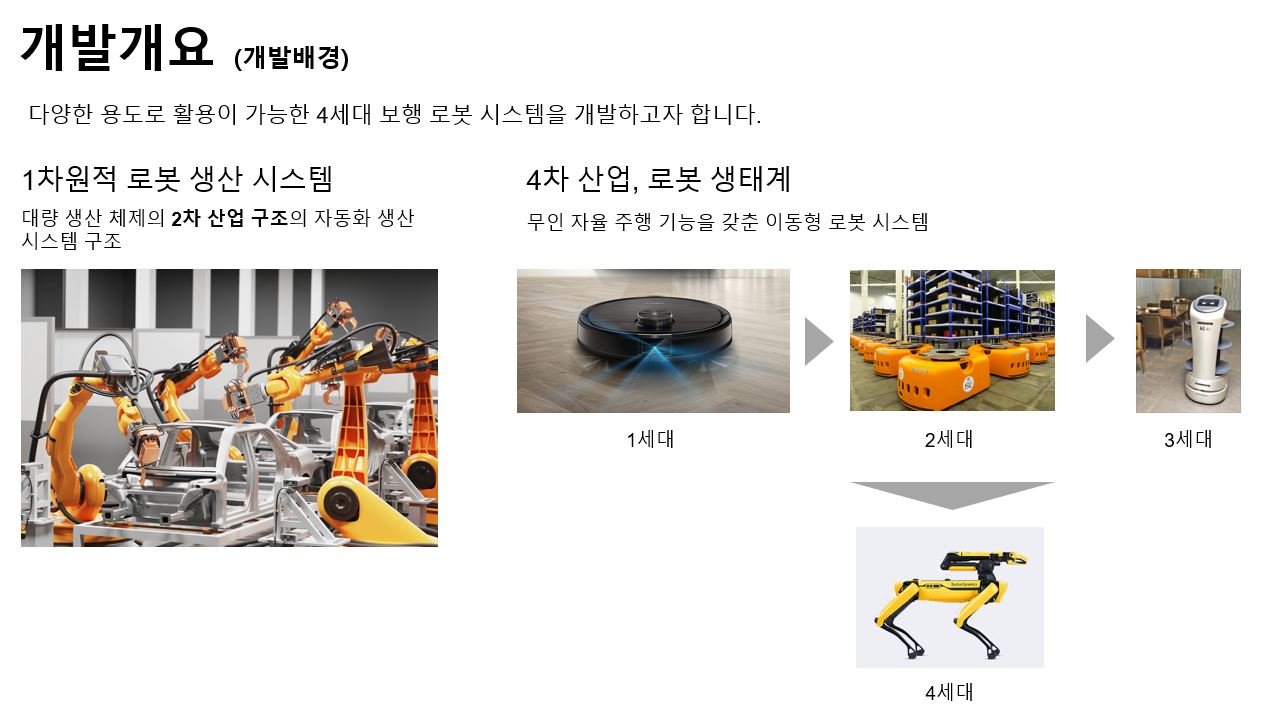 개발개요 (개발배경)
다양한 용도로 활용이 가능한 4세대 보행 로봇 시스템을 개발하고자 합니다.
1차원적 로봇 생산 시스템
대량 생산 체제의 2차 산업 구조의 자동화 생산
시스템 구조
4차 산업, 로봇 생태계
무인 자율 주행 기능을 갖춘 이동형 로봇 시스템
1세대
2세대
3세대
BostonDynamics
4세대